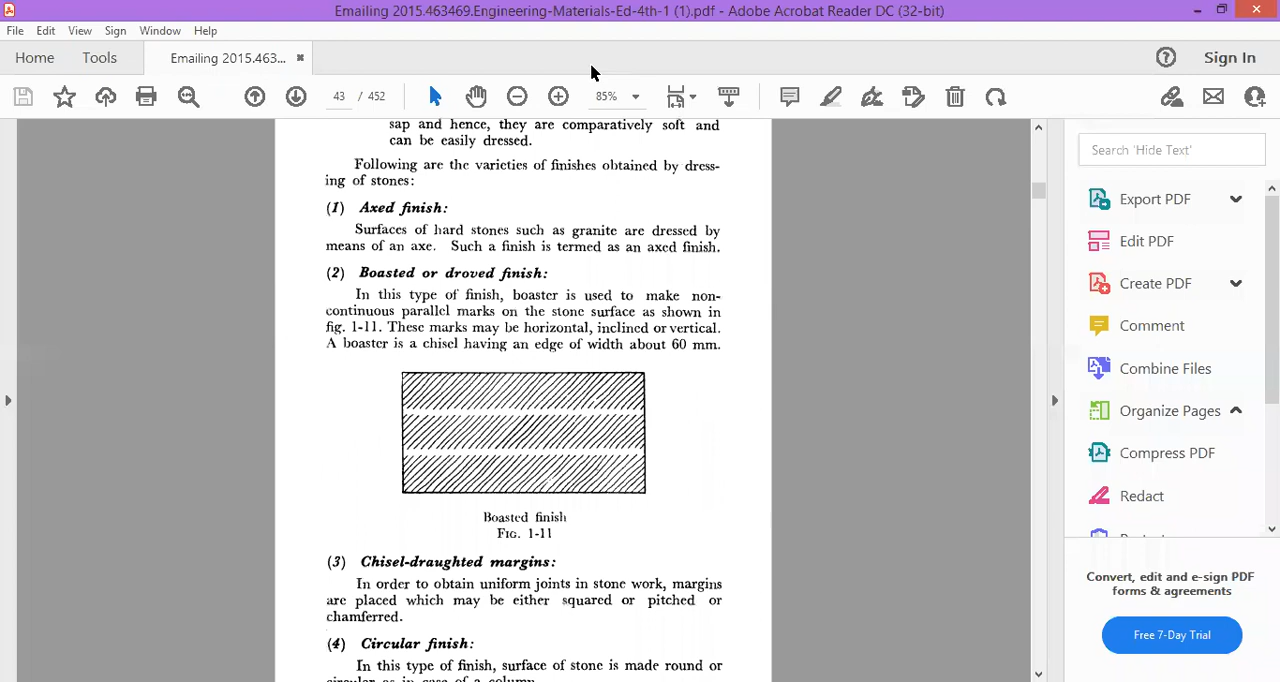 Emailing 2015.463469.Engineering-Materials-Ed-4th-1 (1).pdf - Adobe Acrobat Reader DC (32-bit)
File Edit View Sign Window Help
Home Tools Emailing 2015.463... × Sign In
43 / 452 85%
sap and hence, they are comparatively soft and
can be easily dressed.
Following are the varieties of finishes obtained by dress-
ing of stones:
(1) Axed finish:
Surfaces of hard stones such as granite are dressed by
means of an axe. Such a finish is termed as an axed finish.
(2) Boasted or droved finish:
In this type of finish, boaster is used to make non-
continuous parallel marks on the stone surface as shown in
fig. 1-11. These marks may be horizontal, inclined or vertical.
A boaster is a chisel having an edge of width about 60 mm.
Boasted finish
FIG. 1-11
(3) Chisel-draughted margins:
In order to obtain uniform joints in stone work, margins
are placed which may be either squared or pitched or
chamferred.
(4) Circular finish:
In this type of finish, surface of stone is made round or
circular as in case of a column.
Search 'Hide Text'
Export PDF
Edit PDF
Create PDF
Comment
Combine Files
Organize Pages
Compress PDF
Redact
Convert, edit and e-sign PDF
forms & agreements
Free 7-Day Trial